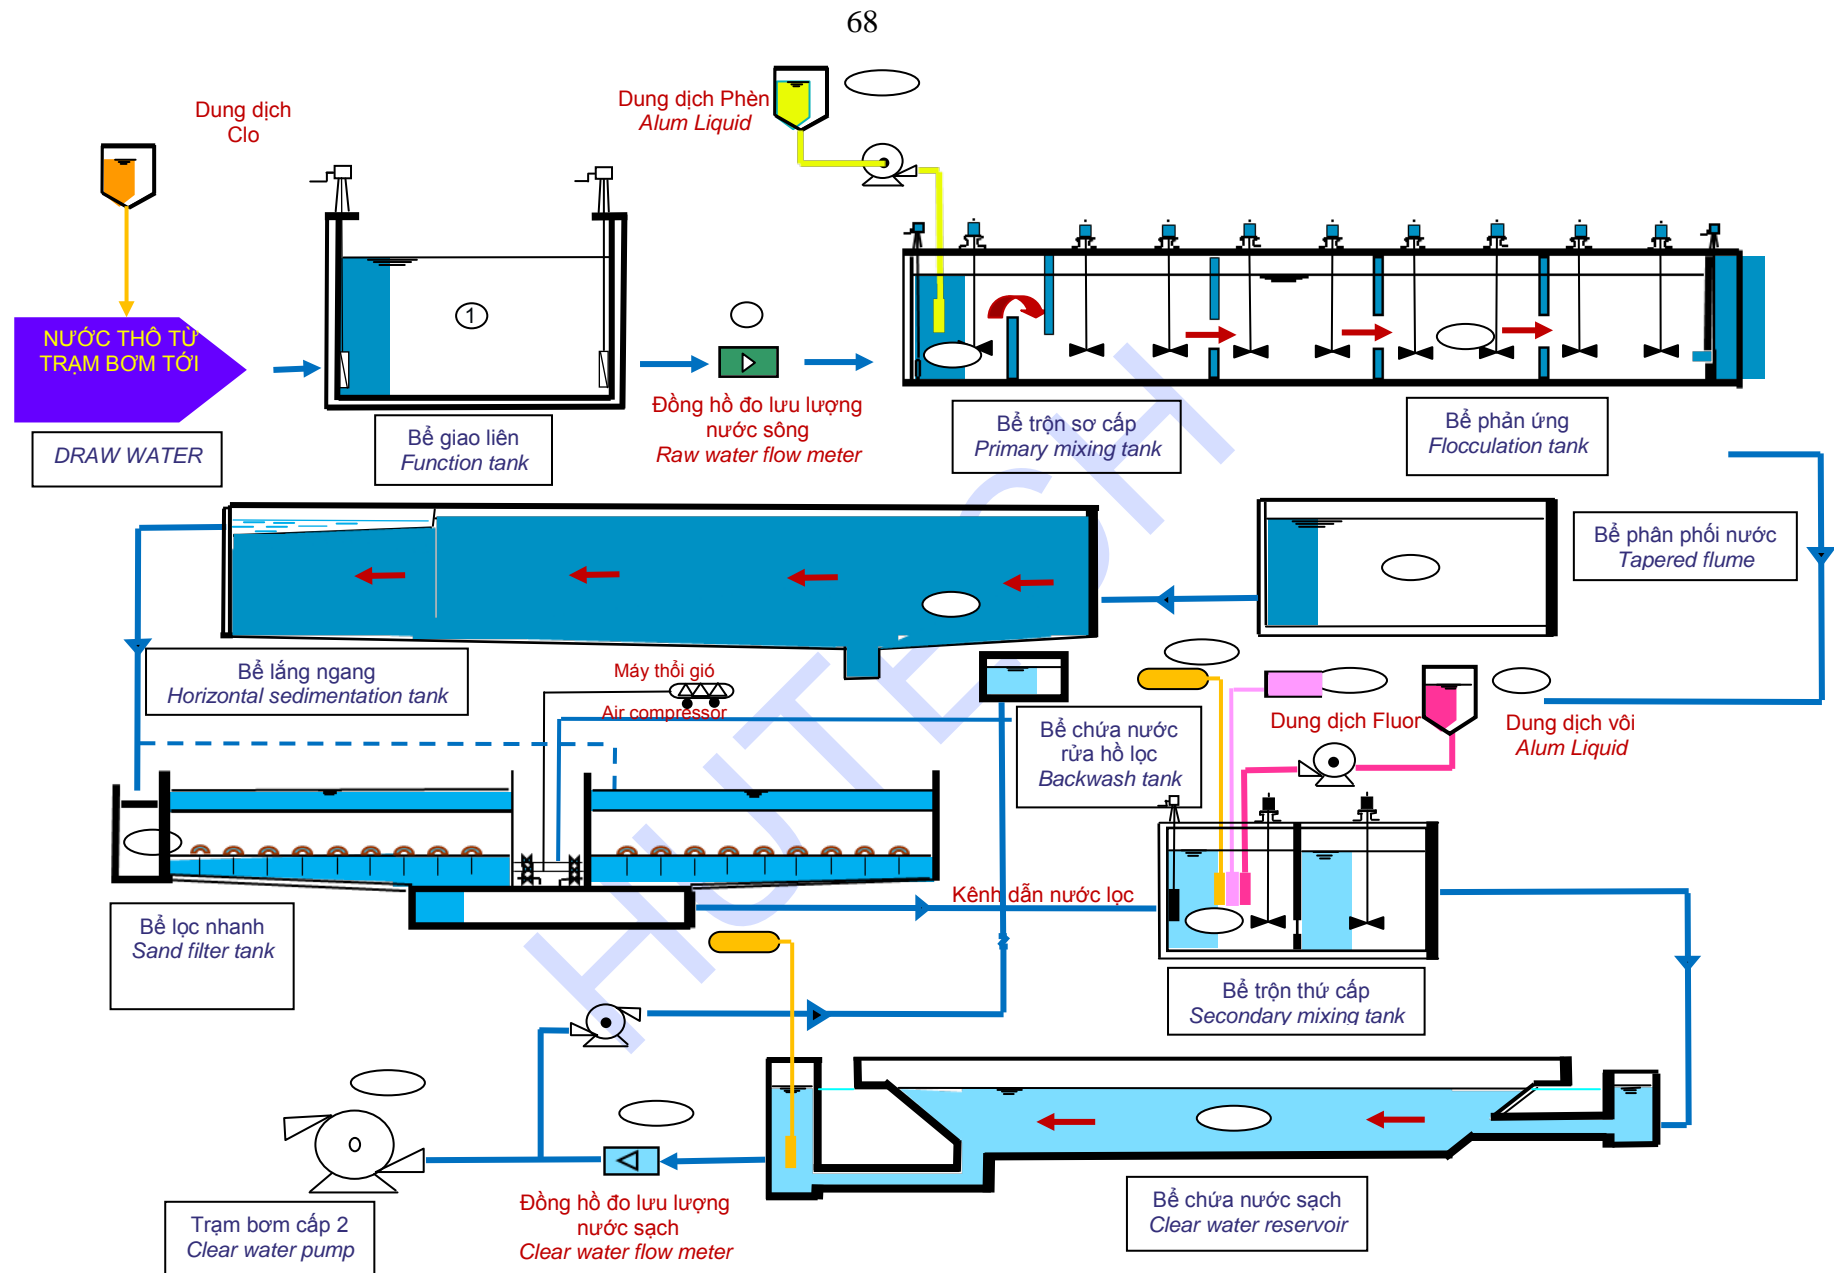 68
Dung dịch
Clo
Dung dịch Phèn
Alum Liquid
NƯỚC THÔ TỪ
TRẠM BƠM TỚI
1
DRAW WATER
Bể giao liên
Function tank
Đồng hồ đo lưu lượng
nước sông
Raw water flow meter
Bể trộn sơ cấp
Primary mixing tank
Bể phản ứng
Flocculation tank
Bể phân phối nước
Tapered flume
Bể lắng ngang
Horizontal sedimentation tank
Máy thổi gió
Air compressor
Bể chứa nước
rửa hồ lọc
Backwash tank
Dung dịch Fluor
Dung dịch vôi
Alum Liquid
Bể lọc nhanh
Sand filter tank
Kênh dẫn nước lọc
Bể trộn thứ cấp
Secondary mixing tank
Trạm bơm cấp 2
Clear water pump
Đồng hồ đo lưu lượng
nước sạch
Clear water flow meter
Bể chứa nước sạch
Clear water reservoir
HUTECH